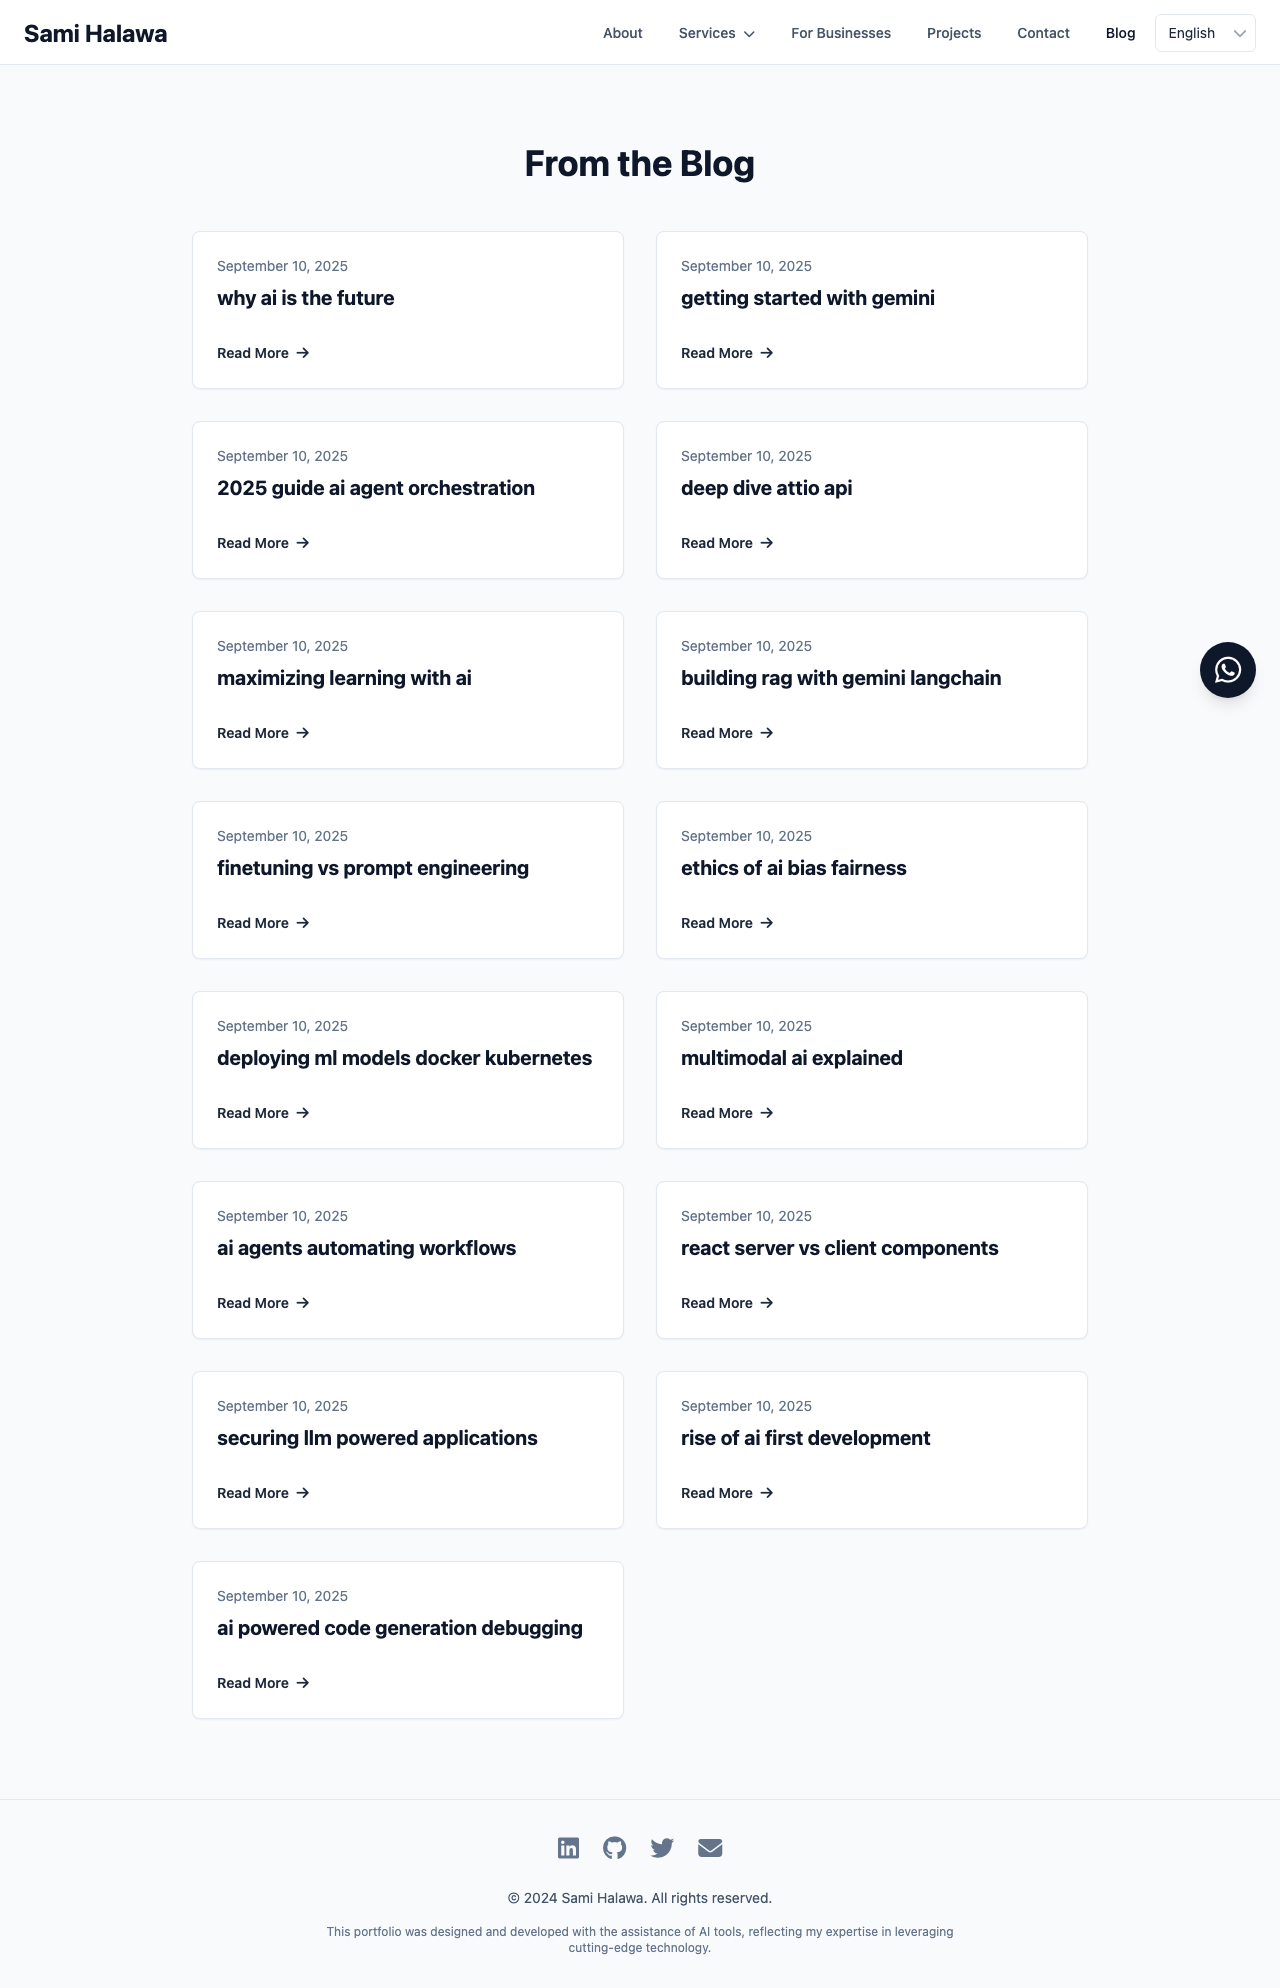 Sami Halawa
About
Services
For Businesses
Projects
Contact
Blog
English
From the Blog
September 10, 2025
why ai is the future
Read More →
September 10, 2025
getting started with gemini
Read More →
September 10, 2025
2025 guide ai agent orchestration
Read More →
September 10, 2025
deep dive attio api
Read More →
September 10, 2025
maximizing learning with ai
Read More →
September 10, 2025
building rag with gemini langchain
Read More →
September 10, 2025
finetuning vs prompt engineering
Read More →
September 10, 2025
ethics of ai bias fairness
Read More →
September 10, 2025
deploying ml models docker kubernetes
Read More →
September 10, 2025
multimodal ai explained
Read More →
September 10, 2025
ai agents automating workflows
Read More →
September 10, 2025
react server vs client components
Read More →
September 10, 2025
securing llm powered applications
Read More →
September 10, 2025
rise of ai first development
Read More →
September 10, 2025
ai powered code generation debugging
Read More →
© 2024 Sami Halawa. All rights reserved.
This portfolio was designed and developed with the assistance of AI tools, reflecting my expertise in leveraging
cutting-edge technology.